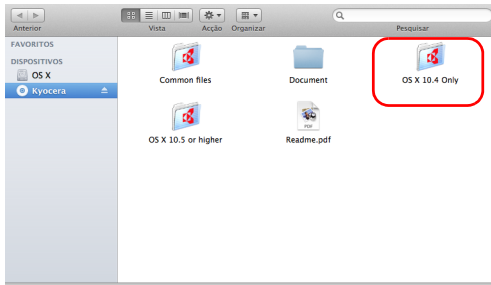 Anterior Vista Acção Organizar Pesquisar
FAVORITOS
DISPOSITIVOS
OS X
Kyocera
Common files Document OS X 10.4 Only
OS X 10.5 or higher Readme.pdf
PDF